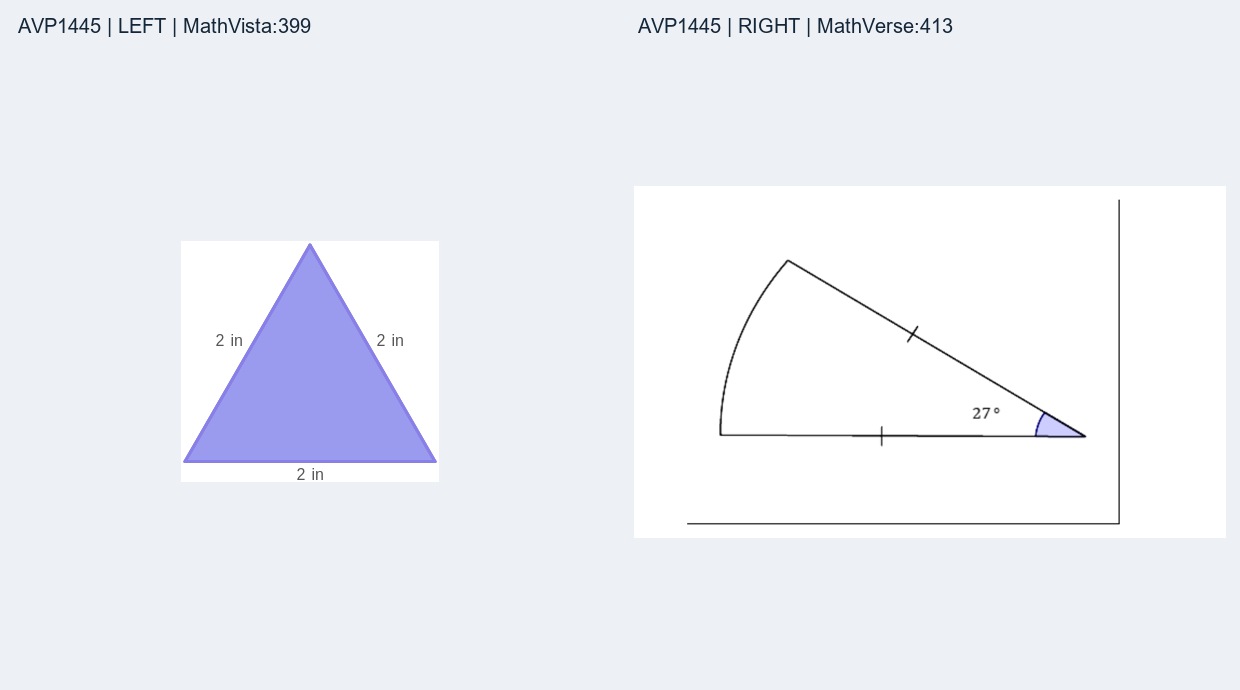 AVP1445 | LEFT | MathVista:399
AVP1445 | RIGHT | MathVerse:413
2 in
2 in
2 in
27°